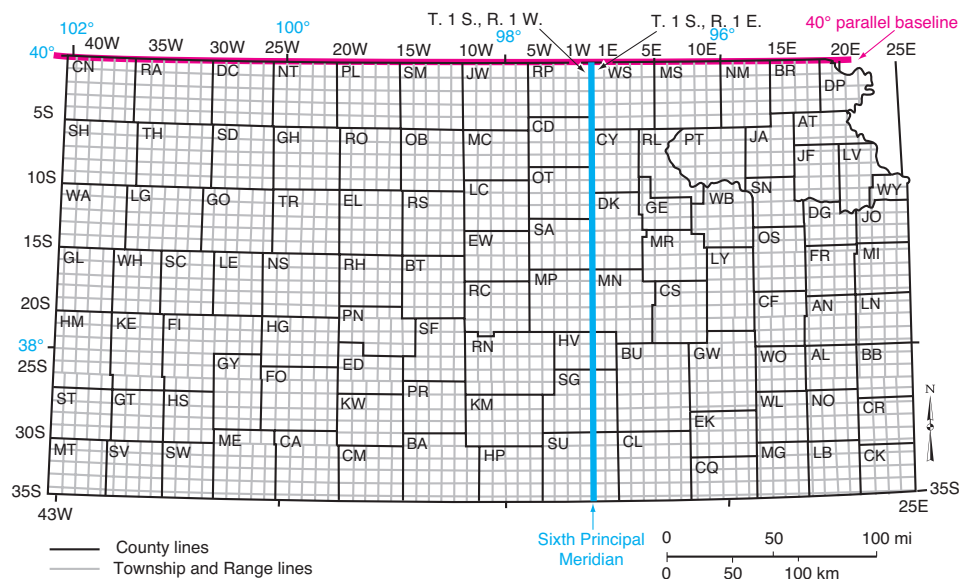 T. 1 S., R. 1 W.
T. 1 S., R. 1 E.
40° parallel baseline
102° 100° 98° 96°
40W 35W 30W 25W 20W 15W 10W 5W 1W 1E 5E 10E 15E 20E 25E
40°
CN RA DC NT PL SM JW RP WS MS NM BR DP
5S
SH TH SD GH RO OB MC CD CY RL PT JA AT
JF LV
10S
WA LG GO TR EL RS LC OT DK GE WB SN WY
15S
EW SA MR LY OS DG JO
GL WH SC LE NS RH BT RC MP MN CS FR MI
20S
HM KE FI HG PN SF RN HV CF AN LN
38°
25S
GY FO ED SG BU GW WO AL BB
ST GT HS KW PR KM EK WL NO CR
30S
MT SV SW ME CA CM BA HP SU CL CQ MG LB CK
35S
35S
43W
25E
N
Sixth Principal
Meridian
County lines
Township and Range lines
0 50 100 mi
0 50 100 km